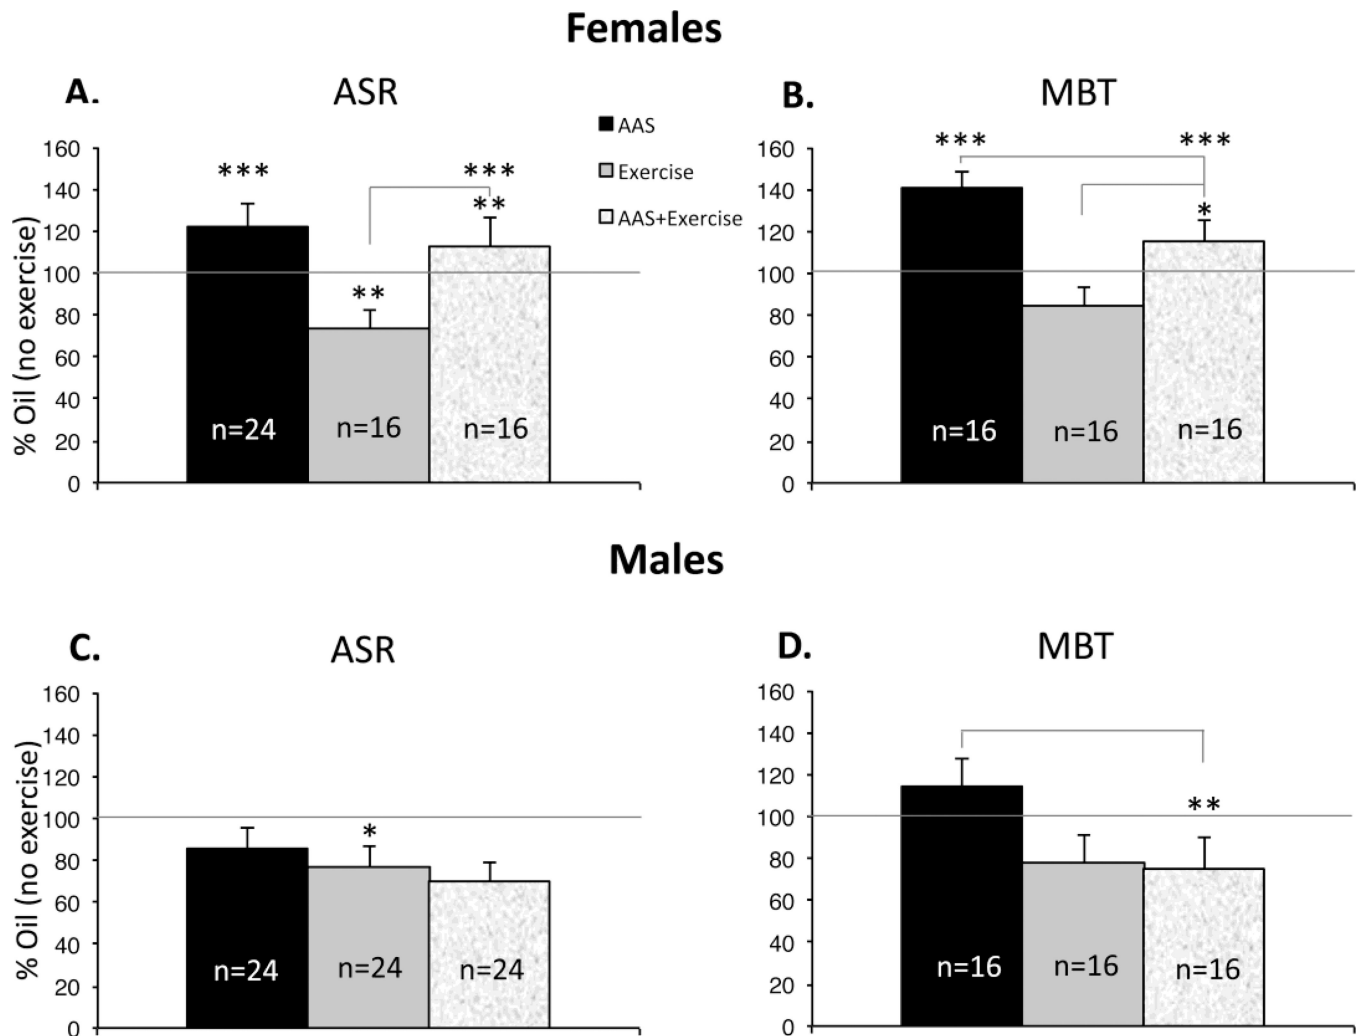 Females
A.
ASR
AAS
Exercise
AAS+Exercise
% Oil (no exercise)
160
140
120
100
80
60
40
20
0
***
**
***
**
n=24
n=16
n=16
B.
MBT
160
140
120
100
80
60
40
20
0
***
***
*
n=16
n=16
n=16
Males
C.
ASR
% Oil (no exercise)
160
140
120
100
80
60
40
20
0
*
n=24
n=24
n=24
D.
MBT
160
140
120
100
80
60
40
20
0
**
n=16
n=16
n=16